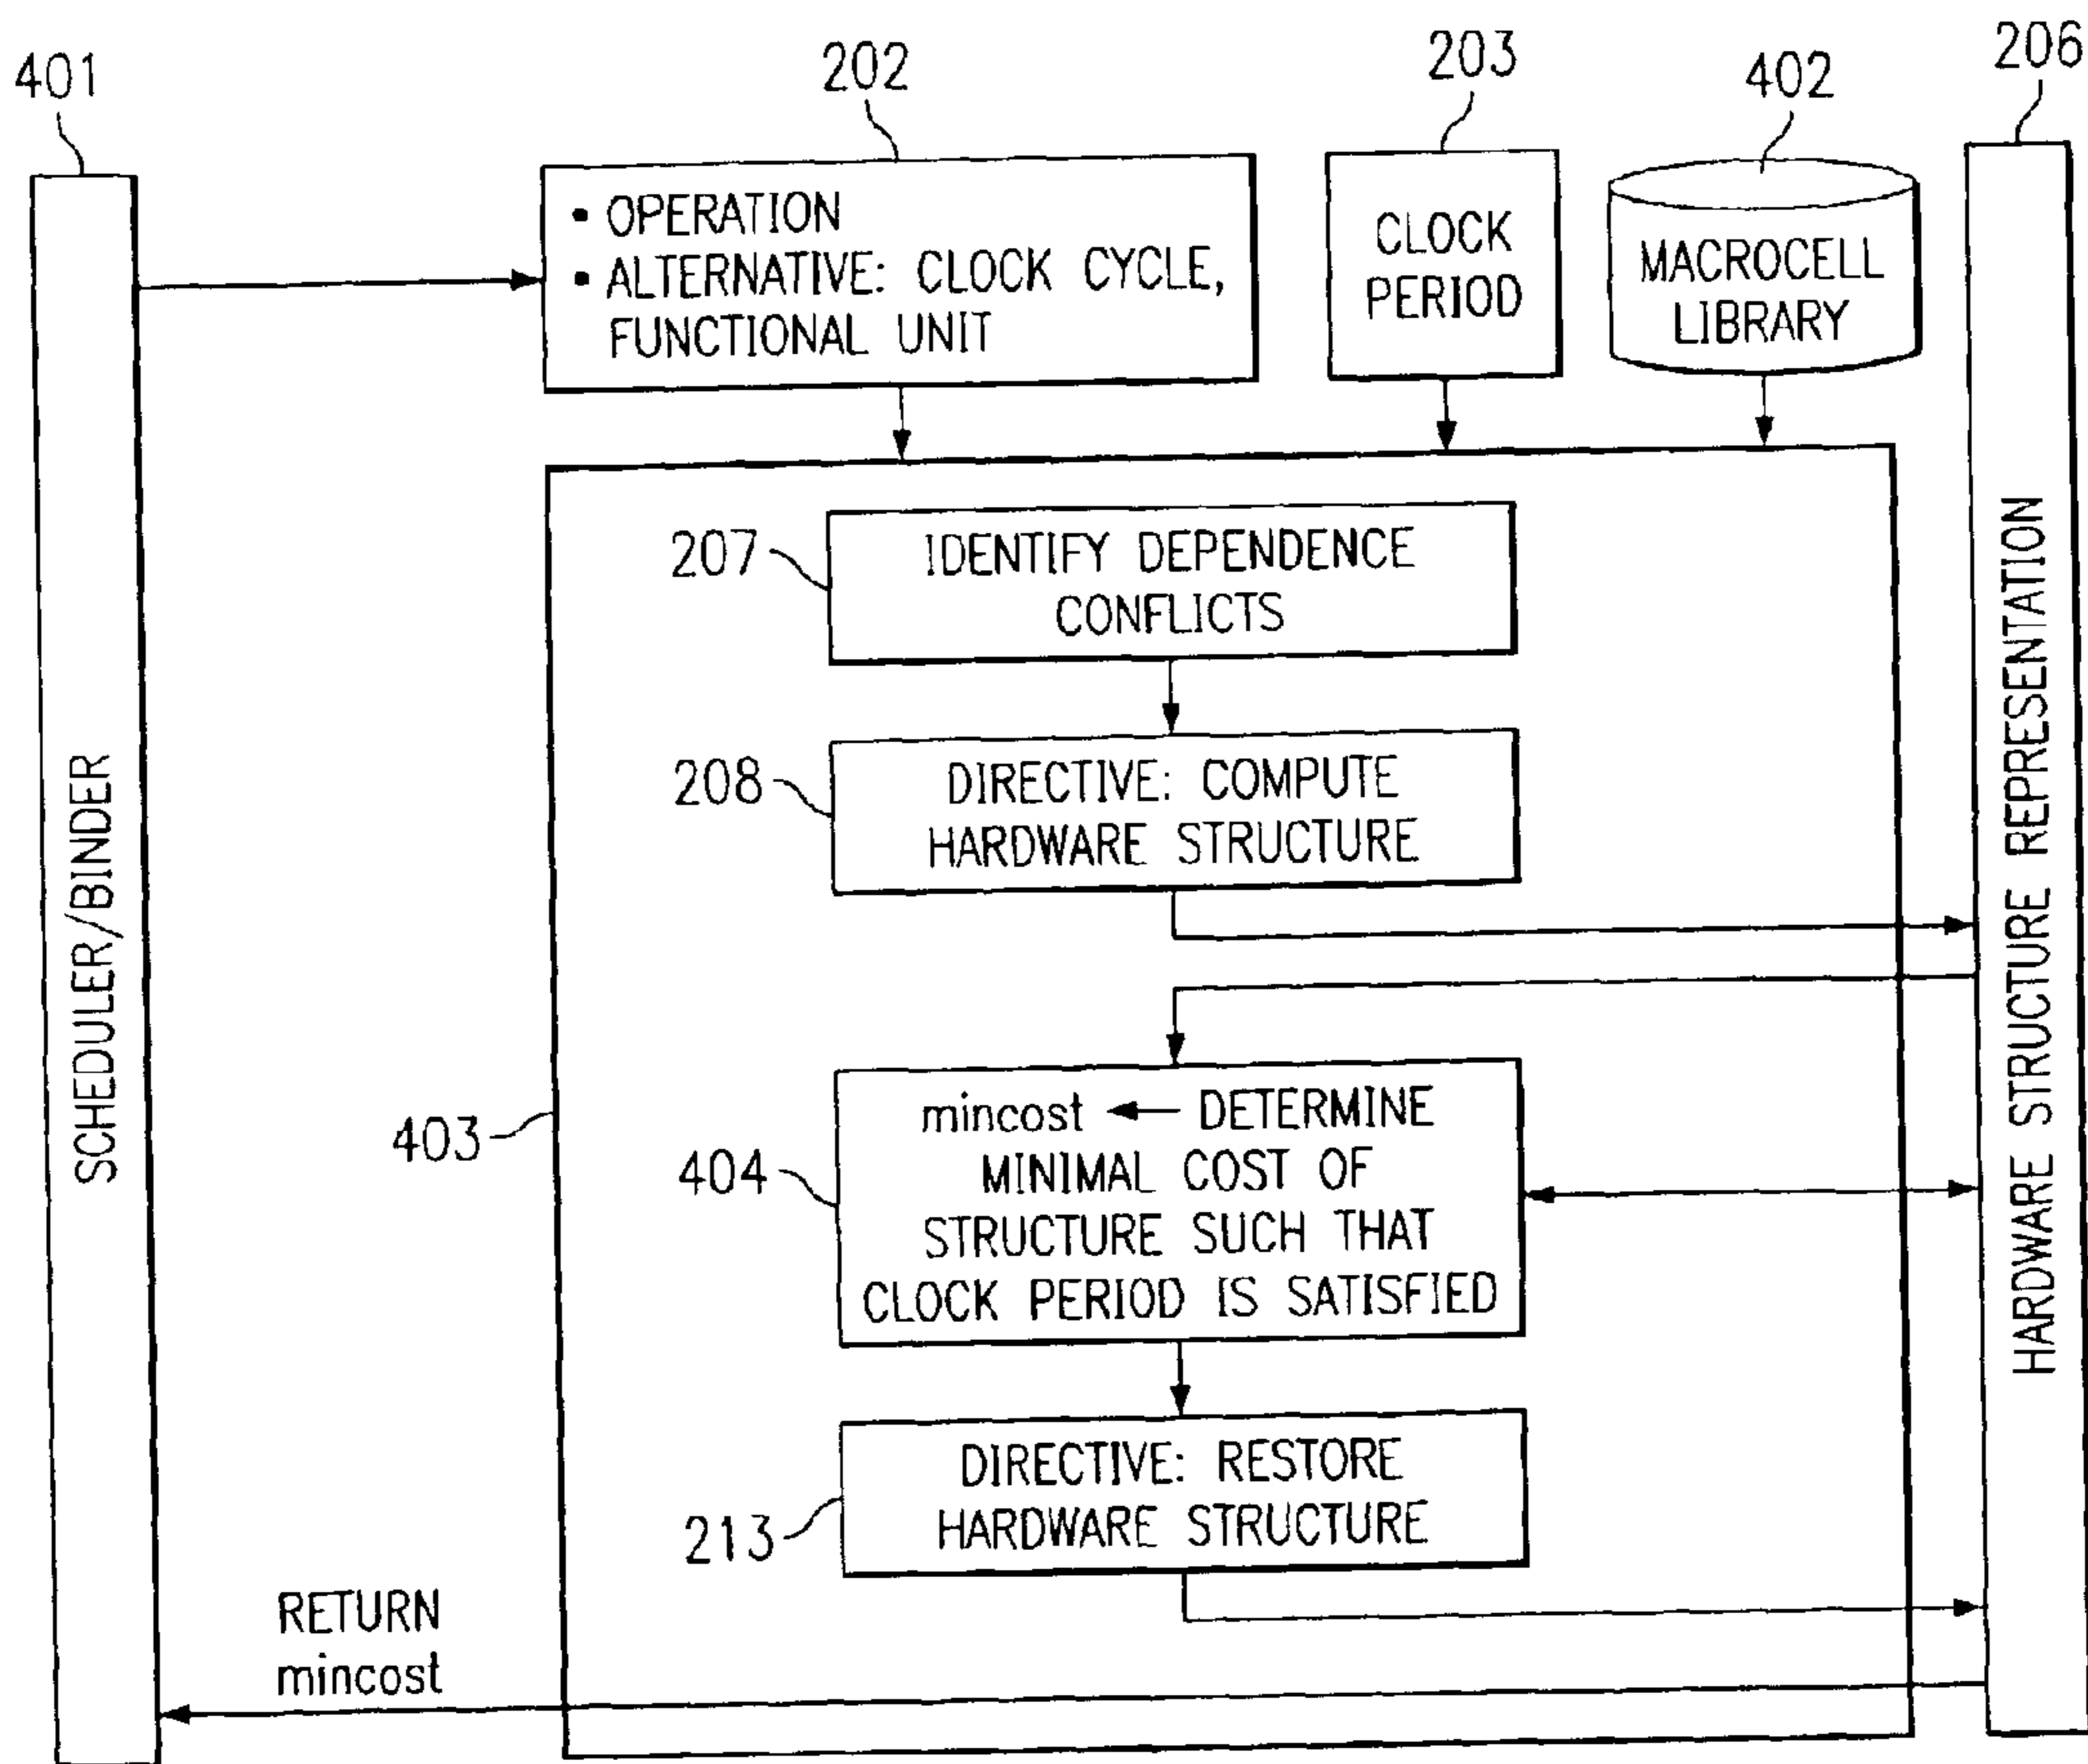 401
202
203
402
206
• OPERATION
• ALTERNATIVE: CLOCK CYCLE,
FUNCTIONAL UNIT
CLOCK
PERIOD
MACROCELL
LIBRARY
SCHEDULER/BINDER
HARDWARE STRUCTURE REPRESENTATION
207
IDENTIFY DEPENDENCE
CONFLICTS
208
DIRECTIVE: COMPUTE
HARDWARE STRUCTURE
403
404
mincost ← DETERMINE
MINIMAL COST OF
STRUCTURE SUCH THAT
CLOCK PERIOD IS SATISFIED
213
DIRECTIVE: RESTORE
HARDWARE STRUCTURE
RETURN
mincost